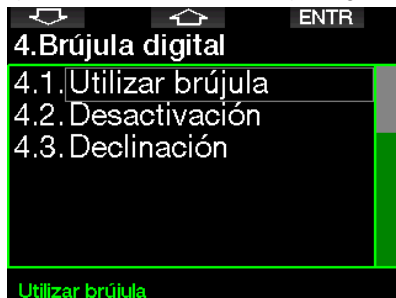 ENTR
4.Brújula digital
4.1.Utilizar brújula
4.2.Desactivación
4.3.Declinación
Utilizar brújula